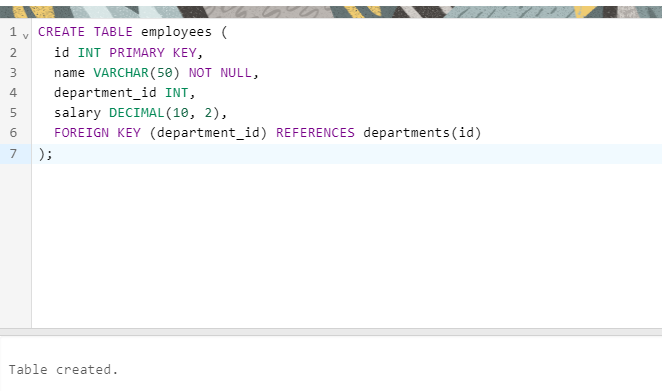 1 CREATE TABLE employees (
2   id INT PRIMARY KEY,
3   name VARCHAR(50) NOT NULL,
4   department_id INT,
5   salary DECIMAL(10, 2),
6   FOREIGN KEY (department_id) REFERENCES departments(id)
7 );
Table created.